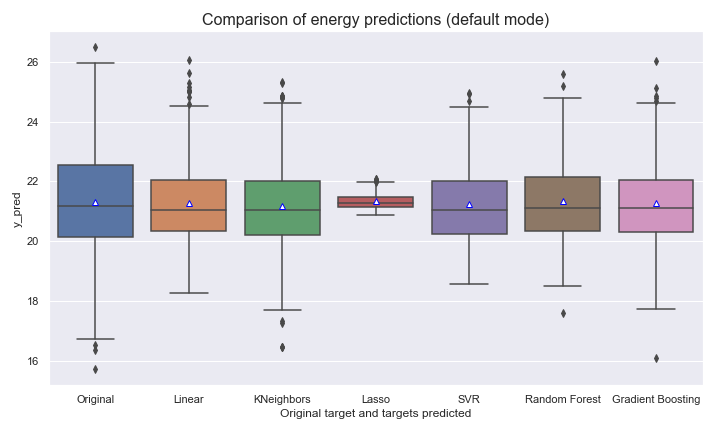 Comparison of energy predictions (default mode)
y_pred
26
24
22
20
18
16
Original Linear KNeighbors Lasso SVR Random Forest Gradient Boosting
Original target and targets predicted